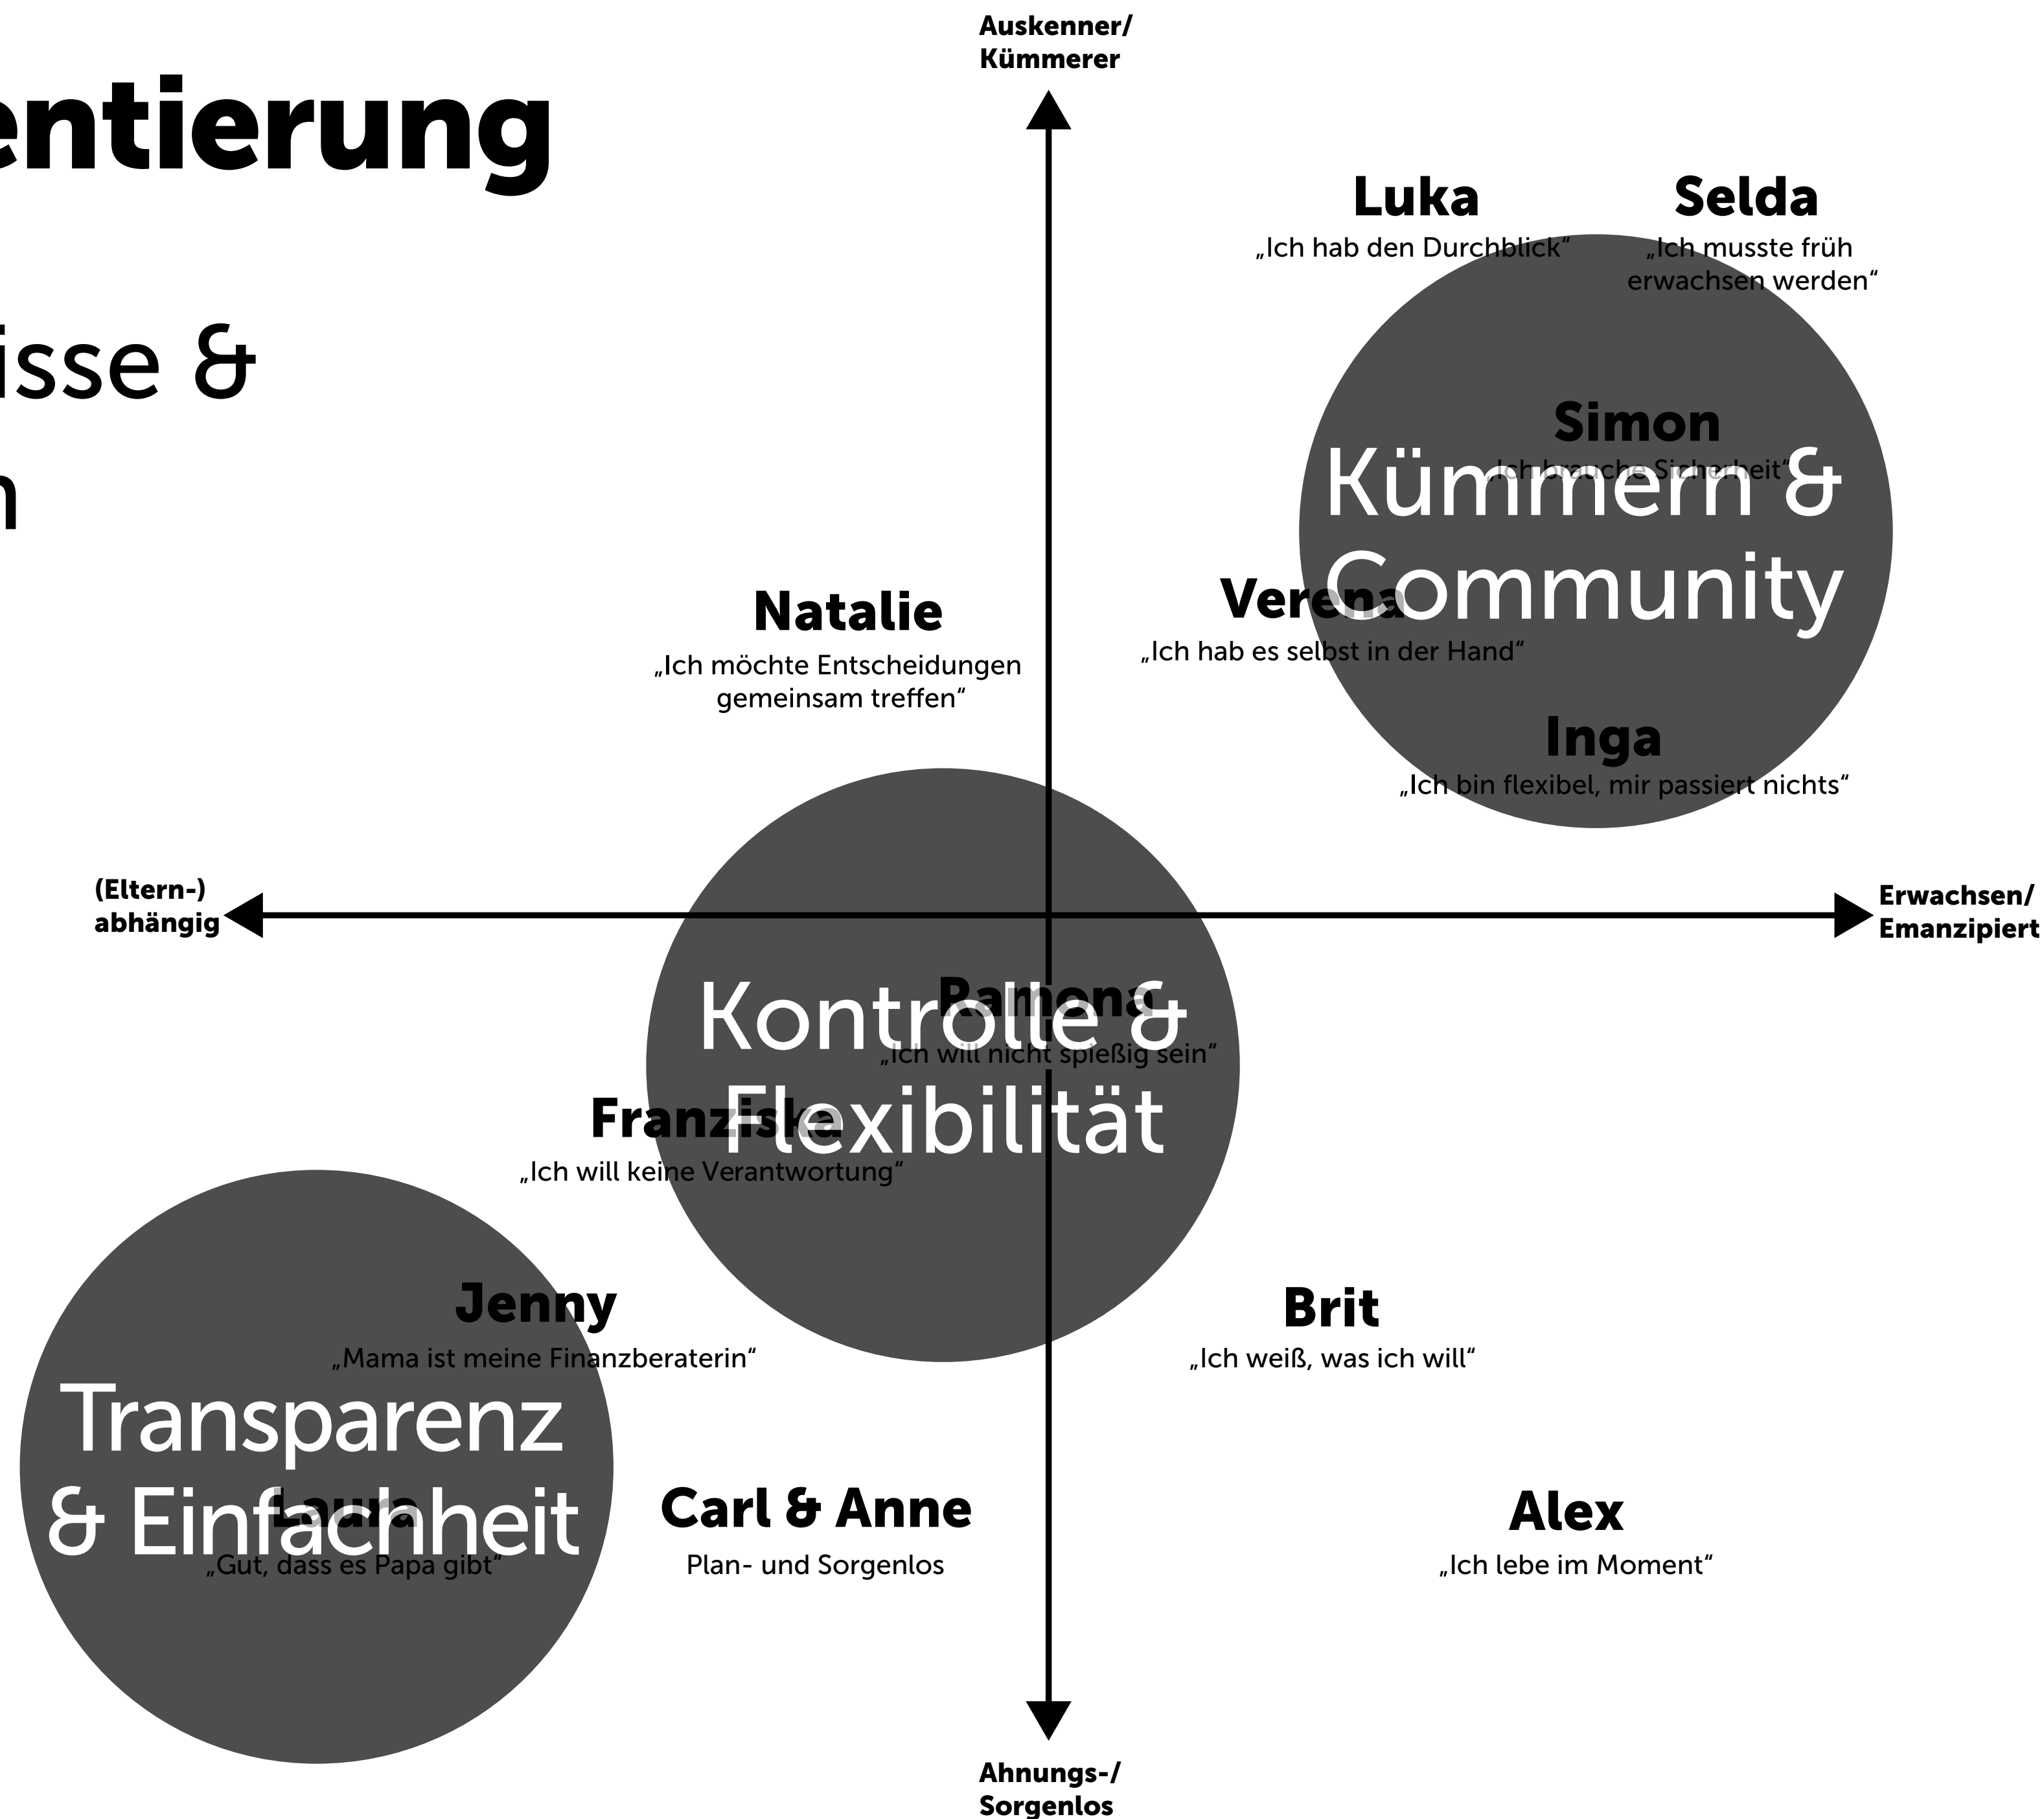 Auskenner/
Kümmerer
entierung
isse &
n
Luka
„Ich hab den Durchblick“
Selda
„Ich musste früh
erwachsen werden“
Simon
„Ich brauche Sicherheit“
Kümmern &
Community
Natalie
„Ich möchte Entscheidungen
gemeinsam treffen“
Verena
„Ich hab es selbst in der Hand“
Inga
„Ich bin flexibel, mir passiert nichts“
(Eltern-)
abhängig
Erwachsen/
Emanzipiert
Ramona
„Ich will nicht spießig sein“
Kontrolle &
Flexibilität
Franziska
„Ich will keine Verantwortung“
Jenny
„Mama ist meine Finanzberaterin“
Brit
„Ich weiß, was ich will“
Transparenz
& Einfachheit
Laura
„Gut, dass es Papa gibt“
Carl & Anne
Plan- und Sorgenlos
Alex
„Ich lebe im Moment“
Ahnungs-/
Sorgenlos